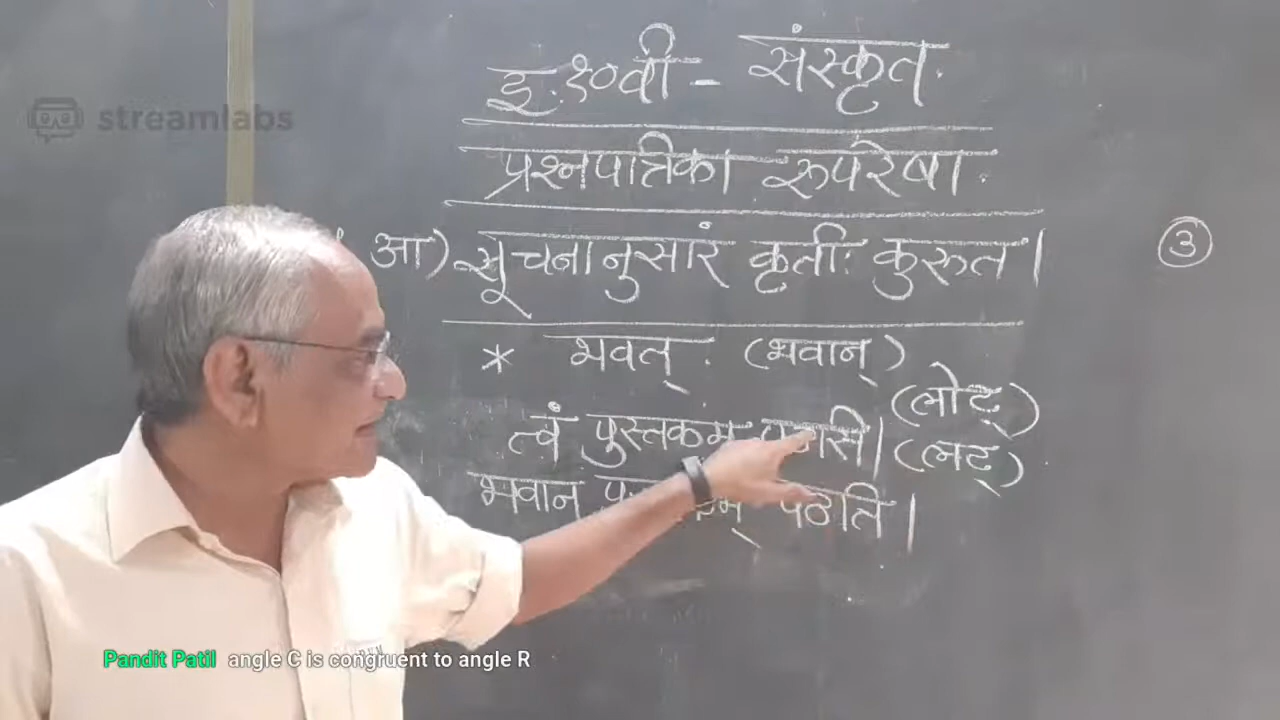 streamlabs
इ. १०वी - संस्कृत.
प्रश्नपत्रिका रूपरेषा.
आ) सूचनानुसारं कृतीः कुरुत। ③
* भवत्. (भवान्)
(लोट्)
त्वं पुस्तकम् (लट्)
भवान् पठति।
Pandit Patil angle C is congruent to angle R